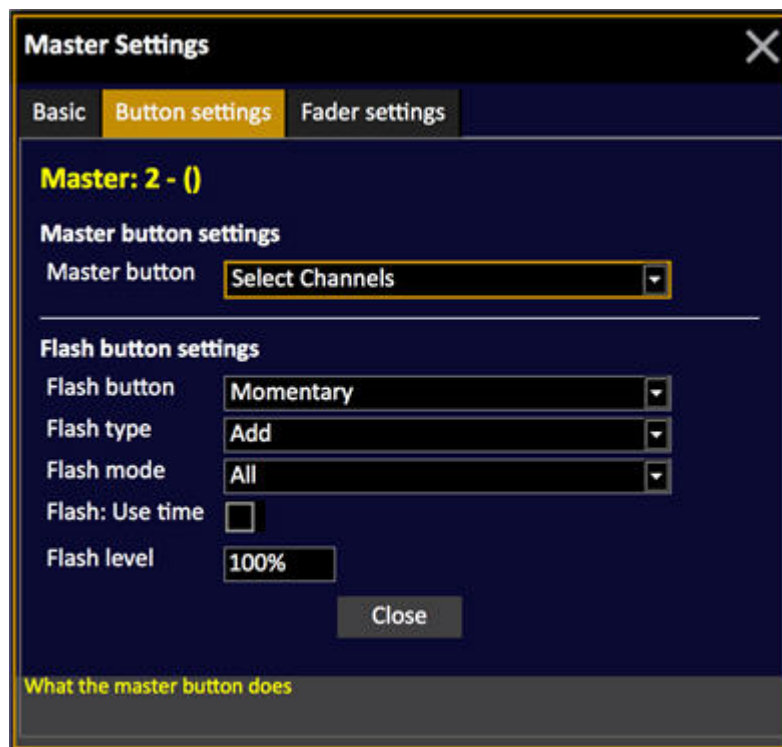 Master Settings
Basic Button settings Fader settings
Master: 2 - ()
Master button settings
Master button Select Channels
Flash button settings
Flash button Momentary
Flash type Add
Flash mode All
Flash: Use time
Flash level 100%
Close
What the master button does